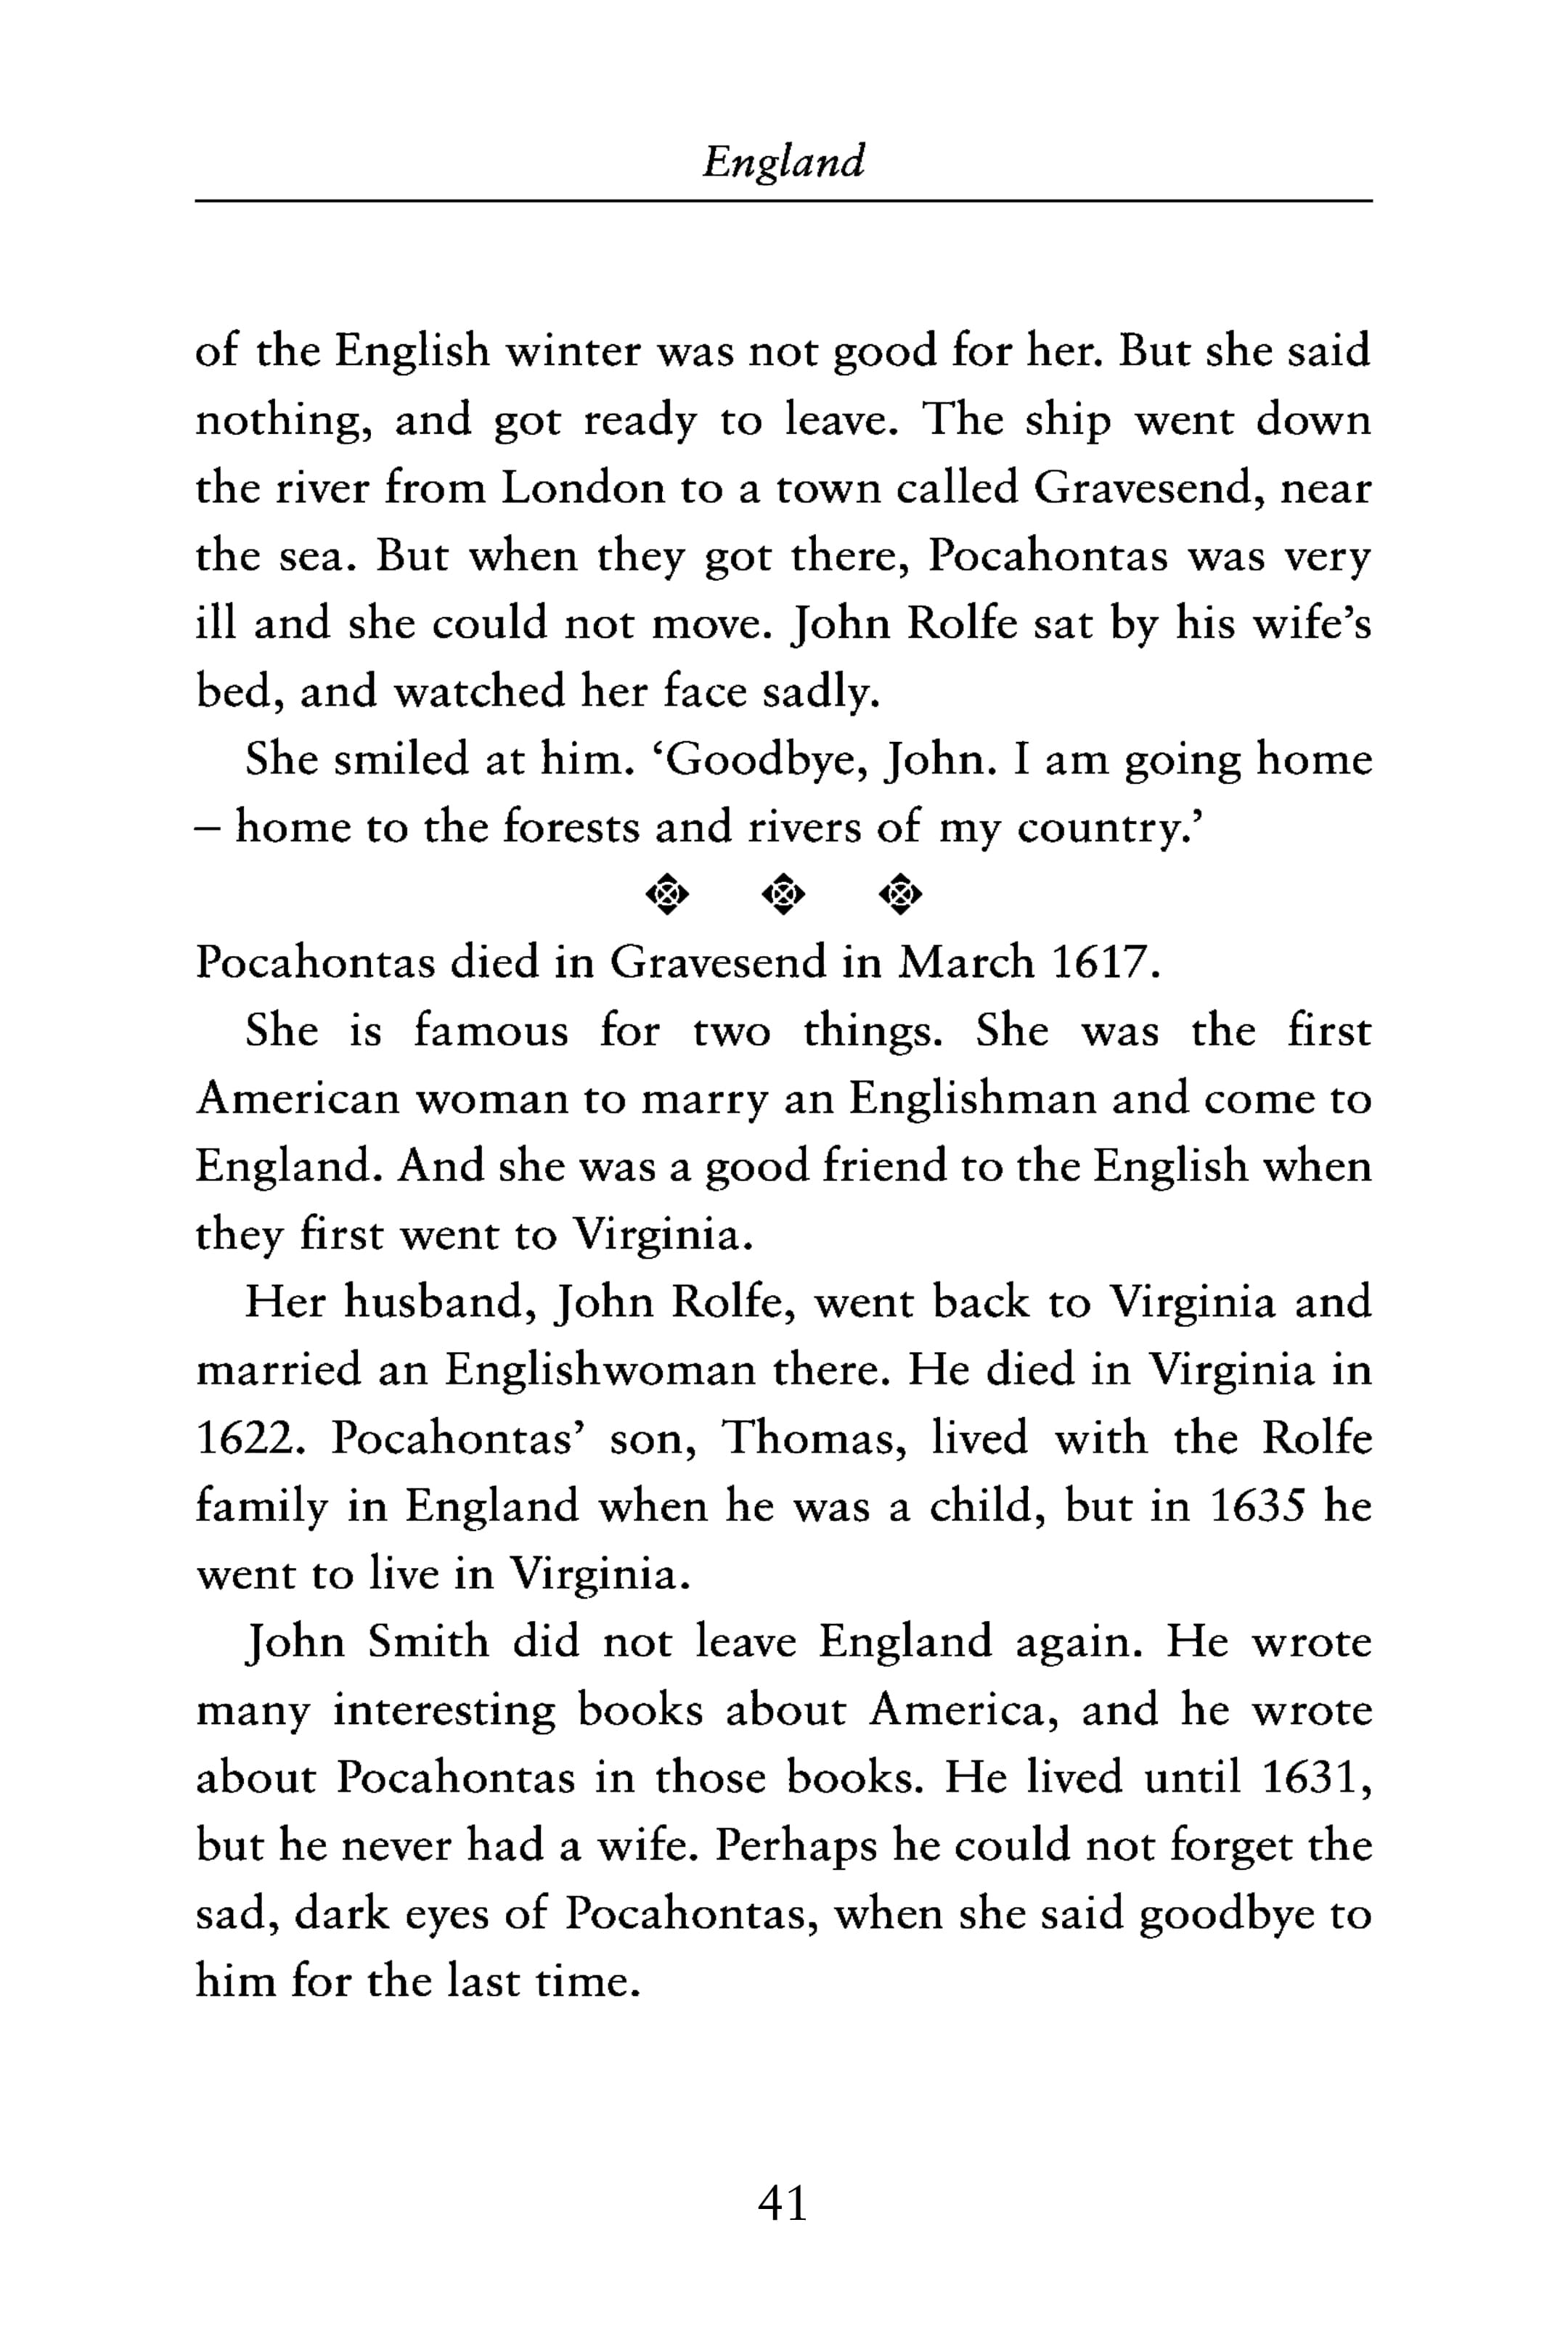 England
of the English winter was not good for her. But she said
nothing, and got ready to leave. The ship went down
the river from London to a town called Gravesend, near
the sea. But when they got there, Pocahontas was very
ill and she could not move. John Rolfe sat by his wife’s
bed, and watched her face sadly.
She smiled at him. ‘Goodbye, John. I am going home
– home to the forests and rivers of my country.’
Pocahontas died in Gravesend in March 1617.
She is famous for two things. She was the first
American woman to marry an Englishman and come to
England. And she was a good friend to the English when
they first went to Virginia.
Her husband, John Rolfe, went back to Virginia and
married an Englishwoman there. He died in Virginia in
1622. Pocahontas’ son, Thomas, lived with the Rolfe
family in England when he was a child, but in 1635 he
went to live in Virginia.
John Smith did not leave England again. He wrote
many interesting books about America, and he wrote
about Pocahontas in those books. He lived until 1631,
but he never had a wife. Perhaps he could not forget the
sad, dark eyes of Pocahontas, when she said goodbye to
him for the last time.
41